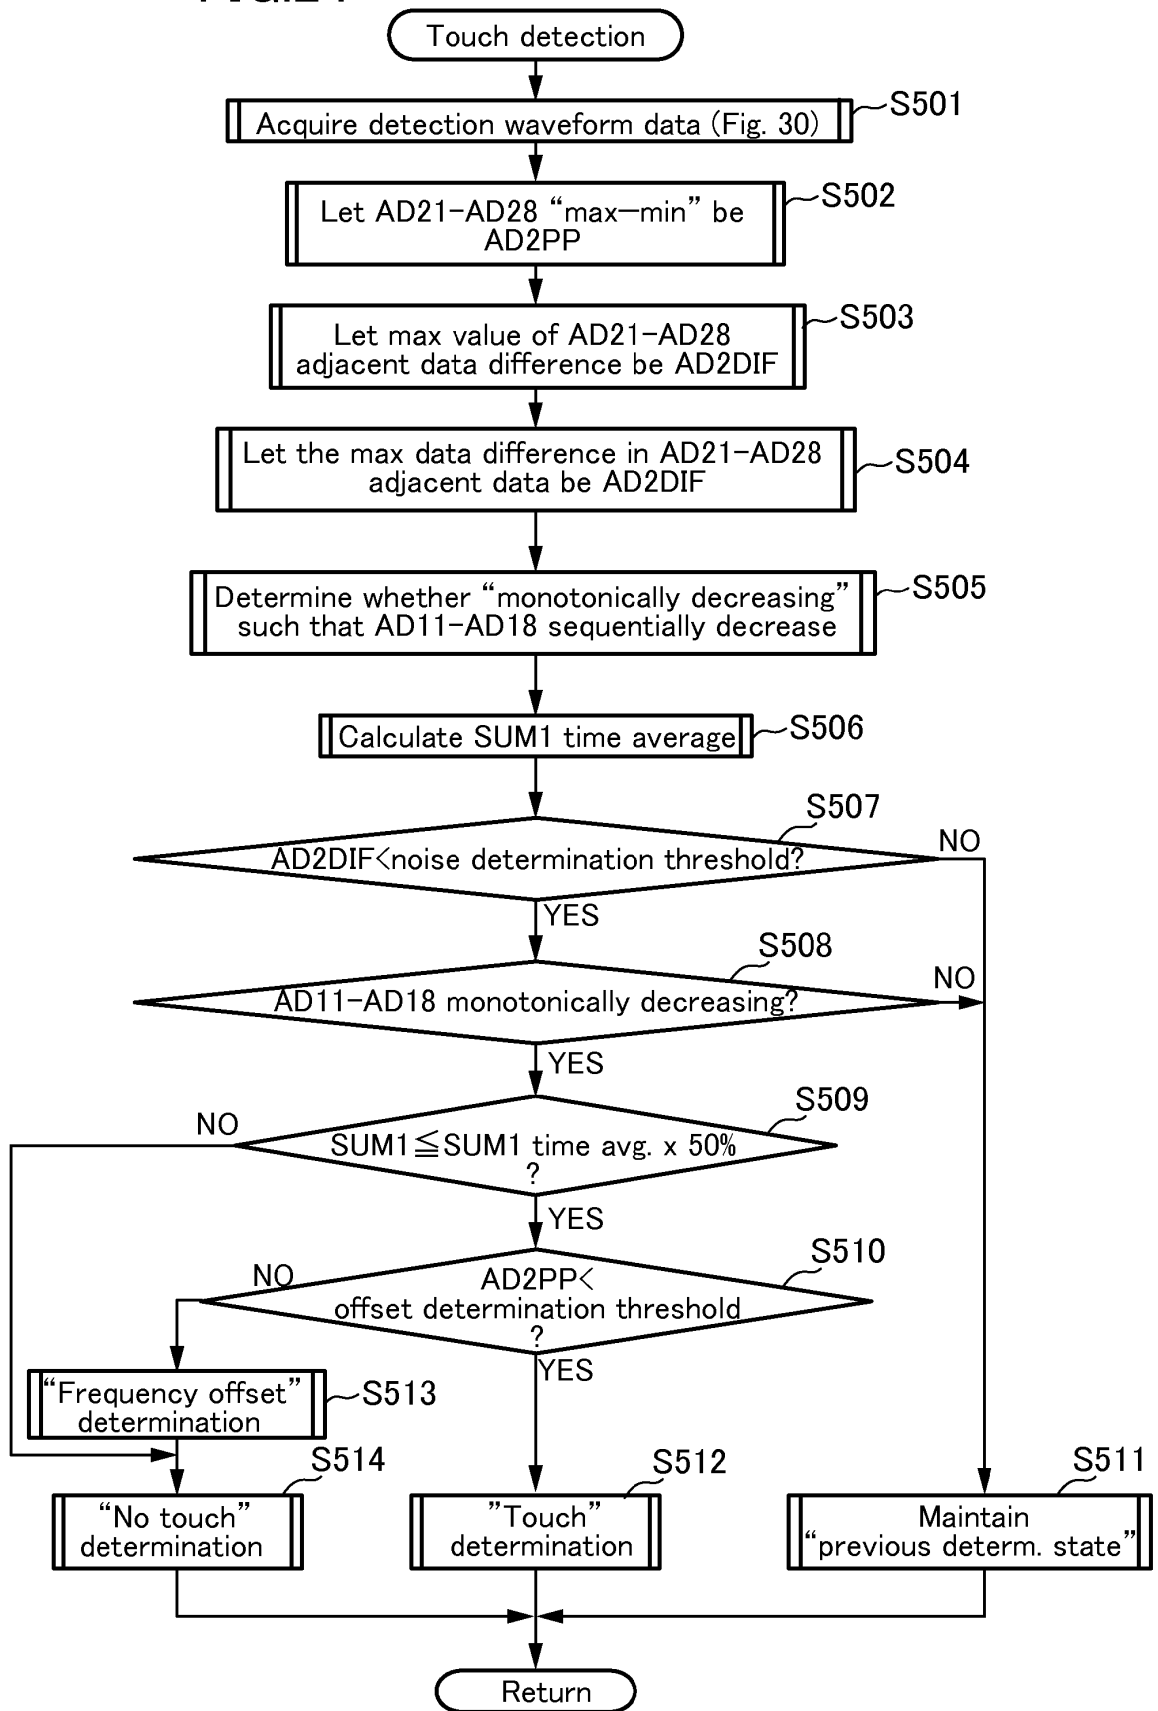 Touch detection
S501
Acquire detection waveform data (Fig. 30)
S502
Let AD21-AD28 “max-min” be
AD2PP
S503
Let max value of AD21-AD28
adjacent data difference be AD2DIF
S504
Let the max data difference in AD21-AD28
adjacent data be AD2DIF
S505
Determine whether “monotonically decreasing”
such that AD11-AD18 sequentially decrease
S506
Calculate SUM1 time average
S507
AD2DIF<noise determination threshold?
NO
YES
S508
AD11-AD18 monotonically decreasing?
NO
YES
S509
NO
SUM1≦SUM1 time avg. x 50%
?
YES
S510
NO
AD2PP<
offset determination threshold
?
YES
“Frequency offset”
determination
S513
S514
S512
S511
“No touch”
determination
”Touch”
determination
Maintain
“previous determ. state”
Return